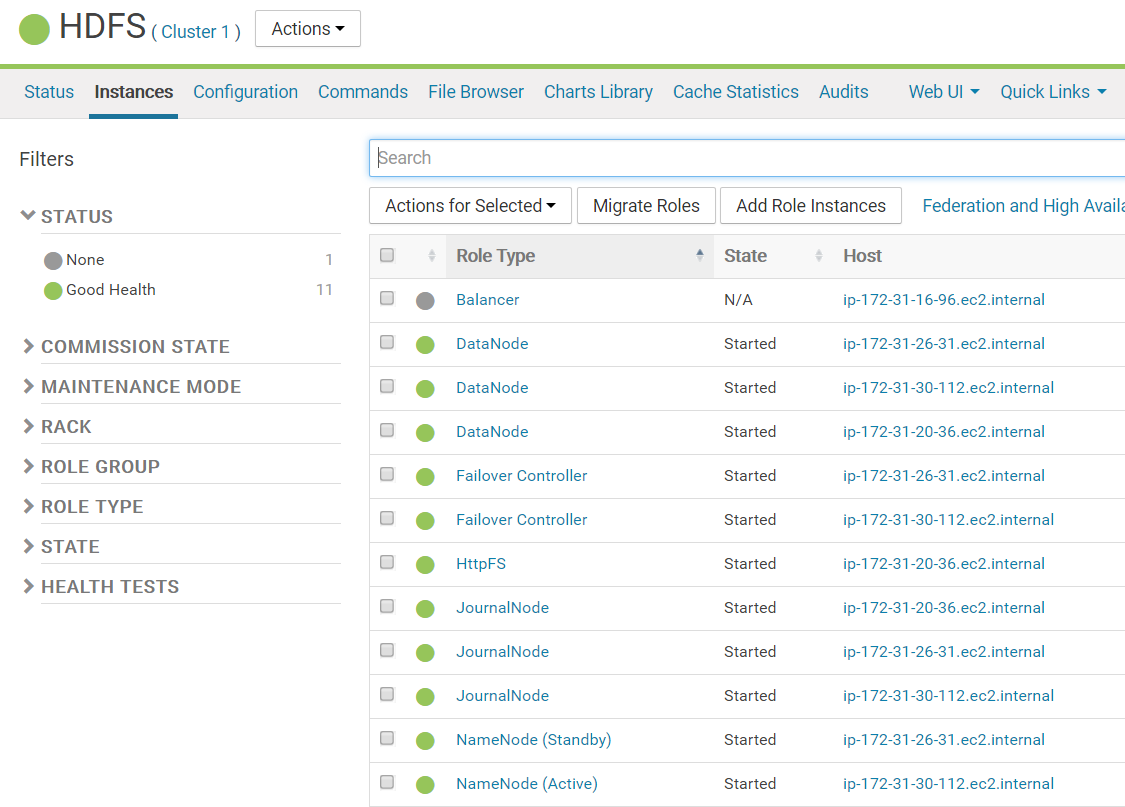 HDFS ( Cluster 1 ) Actions
Status Instances Configuration Commands File Browser Charts Library Cache Statistics Audits Web UI Quick Links
Filters
STATUS
None 1
Good Health 11
COMMISSION STATE
MAINTENANCE MODE
RACK
ROLE GROUP
ROLE TYPE
STATE
HEALTH TESTS
Search
Actions for Selected Migrate Roles Add Role Instances Federation and High Availa
Role Type State Host
Balancer N/A ip-172-31-16-96.ec2.internal
DataNode Started ip-172-31-26-31.ec2.internal
DataNode Started ip-172-31-30-112.ec2.internal
DataNode Started ip-172-31-20-36.ec2.internal
Failover Controller Started ip-172-31-26-31.ec2.internal
Failover Controller Started ip-172-31-30-112.ec2.internal
HttpFS Started ip-172-31-20-36.ec2.internal
JournalNode Started ip-172-31-20-36.ec2.internal
JournalNode Started ip-172-31-26-31.ec2.internal
JournalNode Started ip-172-31-30-112.ec2.internal
NameNode (Standby) Started ip-172-31-26-31.ec2.internal
NameNode (Active) Started ip-172-31-30-112.ec2.internal